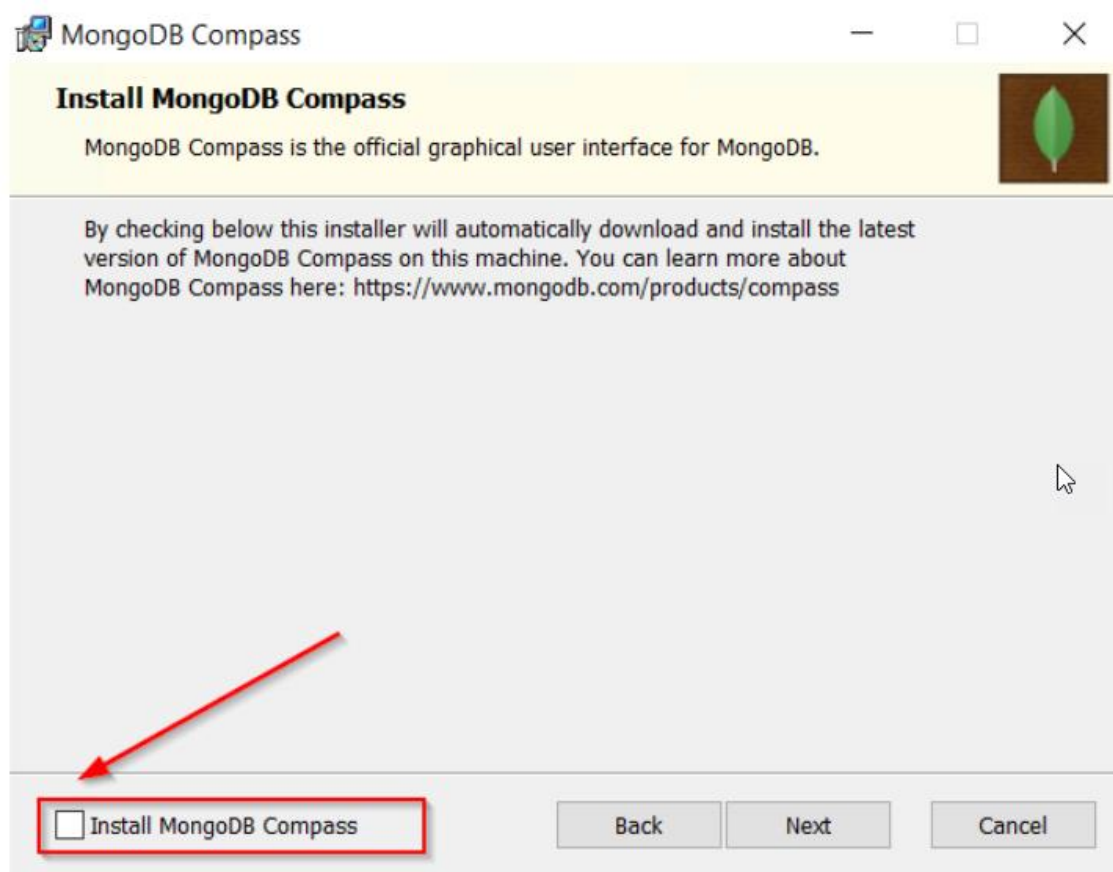 MongoDB Compass
Install MongoDB Compass
MongoDB Compass is the official graphical user interface for MongoDB.
By checking below this installer will automatically download and install the latest
version of MongoDB Compass on this machine. You can learn more about
MongoDB Compass here: https://www.mongodb.com/products/compass
Install MongoDB Compass Back Next Cancel